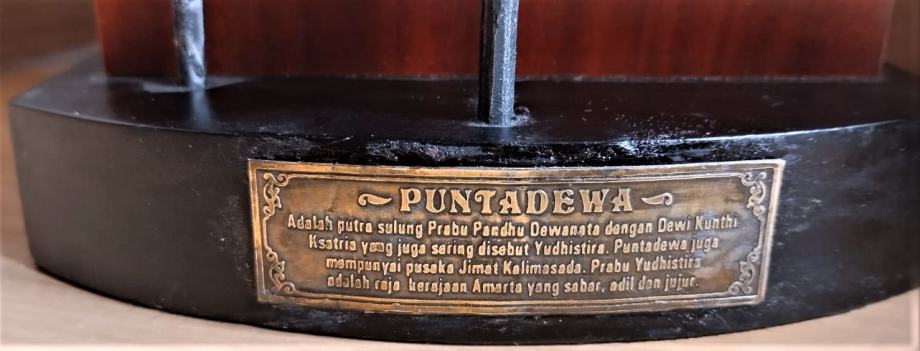 PUNTADEWA
Adalah putra sulung Prabu Pandhu Dewanata dengan Dewi Kunthi
Ksatria yang juga sering disebut Yudhistira. Puntadewa juga
mempunyai pusaka Jimat Kalimasada. Prabu Yudhistira
adalah raja kerajaan Amarta yang sabar, adil dan jujur.